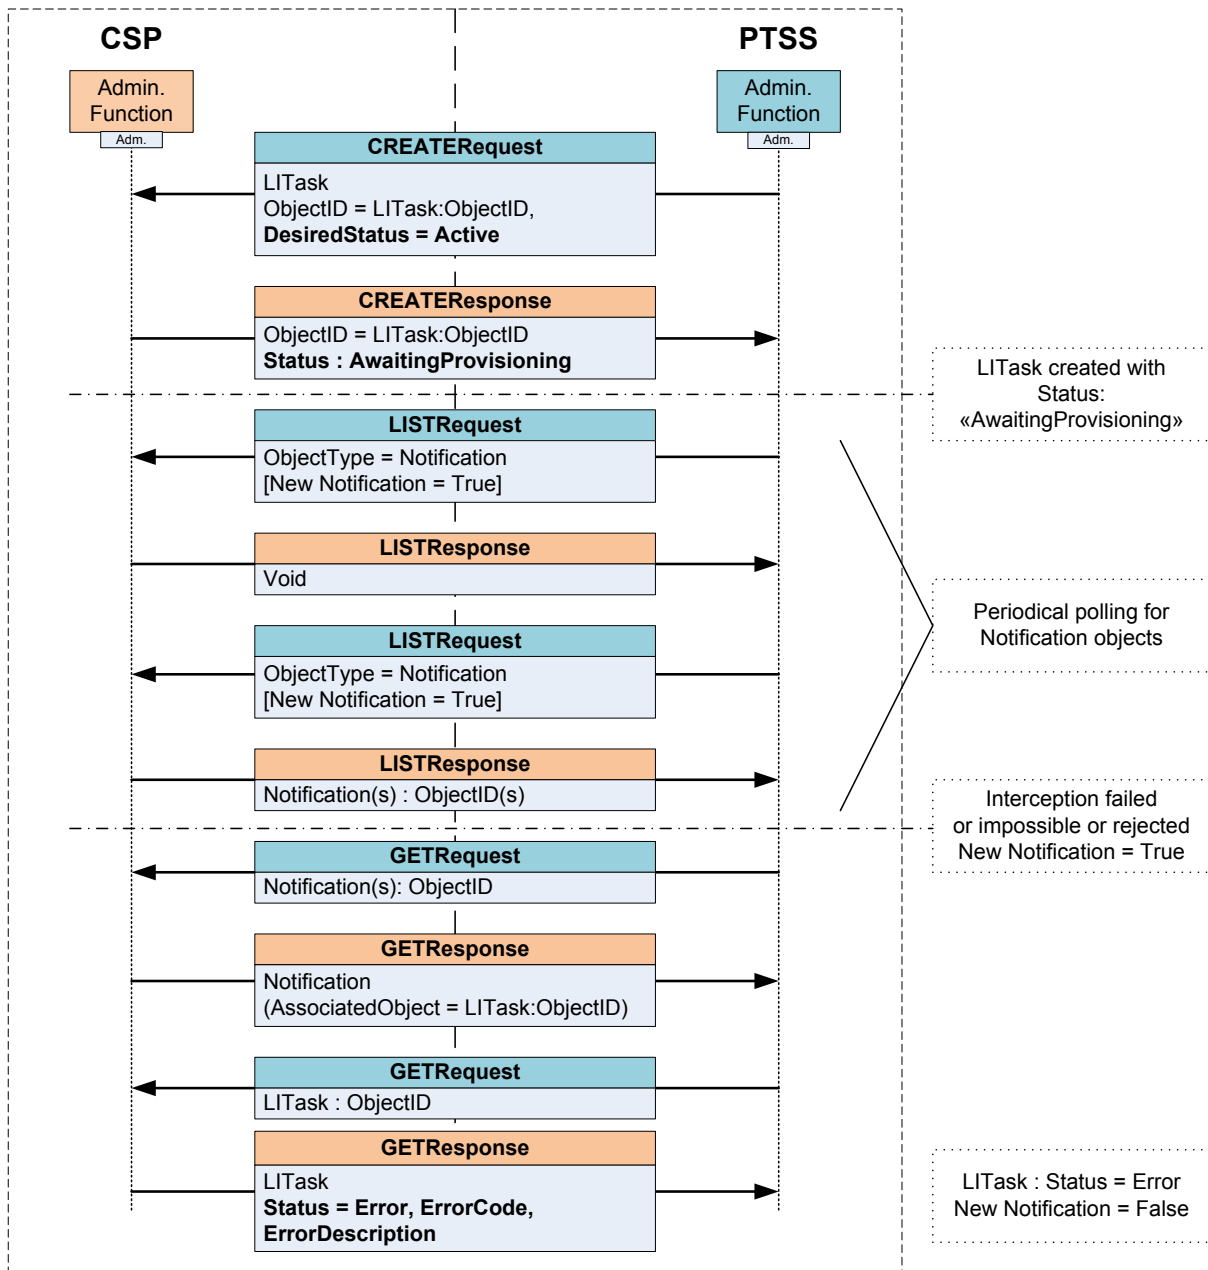 CSP
PTSS
Admin.
Function
Adm.
Admin.
Function
Adm.
CREATERequest
LITask
ObjectID = LITask:ObjectID,
DesiredStatus = Active
CREATEResponse
ObjectID = LITask:ObjectID
Status : AwaitingProvisioning
LITask created with
Status:
«AwaitingProvisioning»
LISTRequest
ObjectType = Notification
[New Notification = True]
LISTResponse
Void
Periodical polling for
Notification objects
LISTRequest
ObjectType = Notification
[New Notification = True]
LISTResponse
Notification(s) : ObjectID(s)
Interception failed
or impossible or rejected
New Notification = True
GETRequest
Notification(s): ObjectID
GETResponse
Notification
(AssociatedObject = LITask:ObjectID)
GETRequest
LITask : ObjectID
GETResponse
LITask
Status = Error, ErrorCode,
ErrorDescription
LITask : Status = Error
New Notification = False